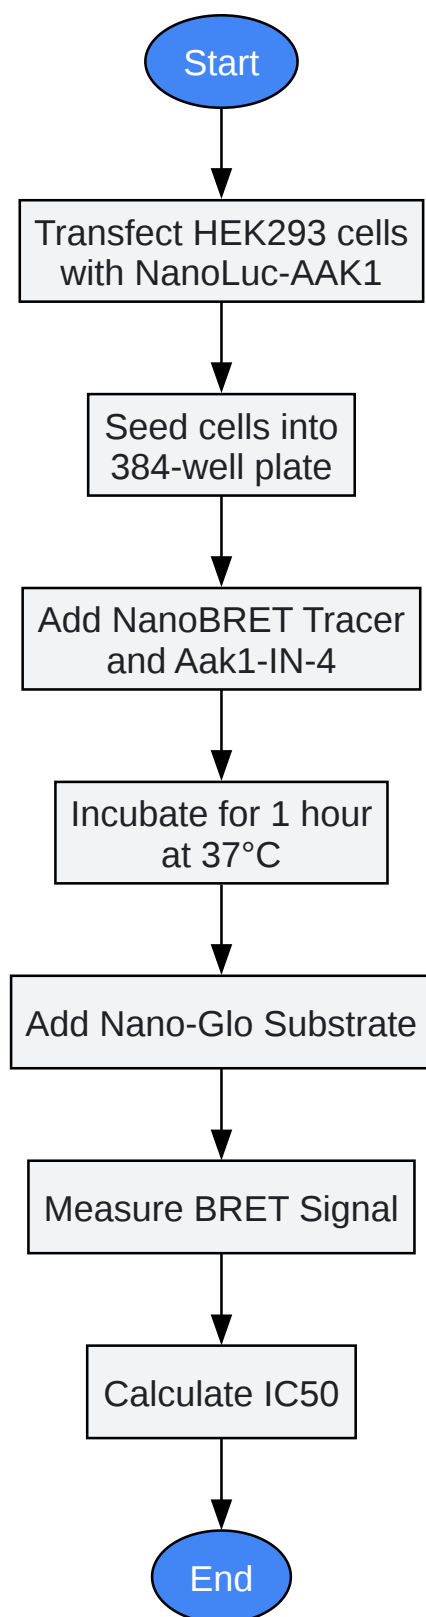 Start
Transfect HEK293 cells
with NanoLuc-AAK1
Seed cells into
384-well plate
Add NanoBRET Tracer
and Aak1-IN-4
Incubate for 1 hour
at 37°C
Add Nano-Glo Substrate
Measure BRET Signal
Calculate IC50
End